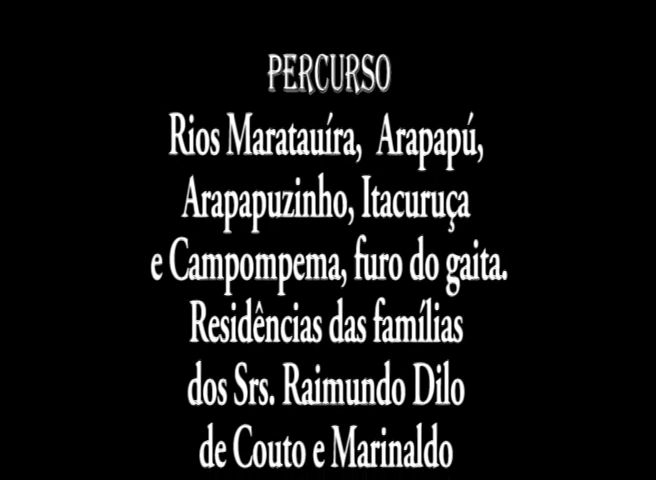 PERCURSO
Rios Maratauíra, Arapapú,
Arapapuzinho, Itacuruça
e Campompema, furo do gaita.
Residências das famílias
dos Srs. Raimundo Dilo
de Couto e Marinaldo